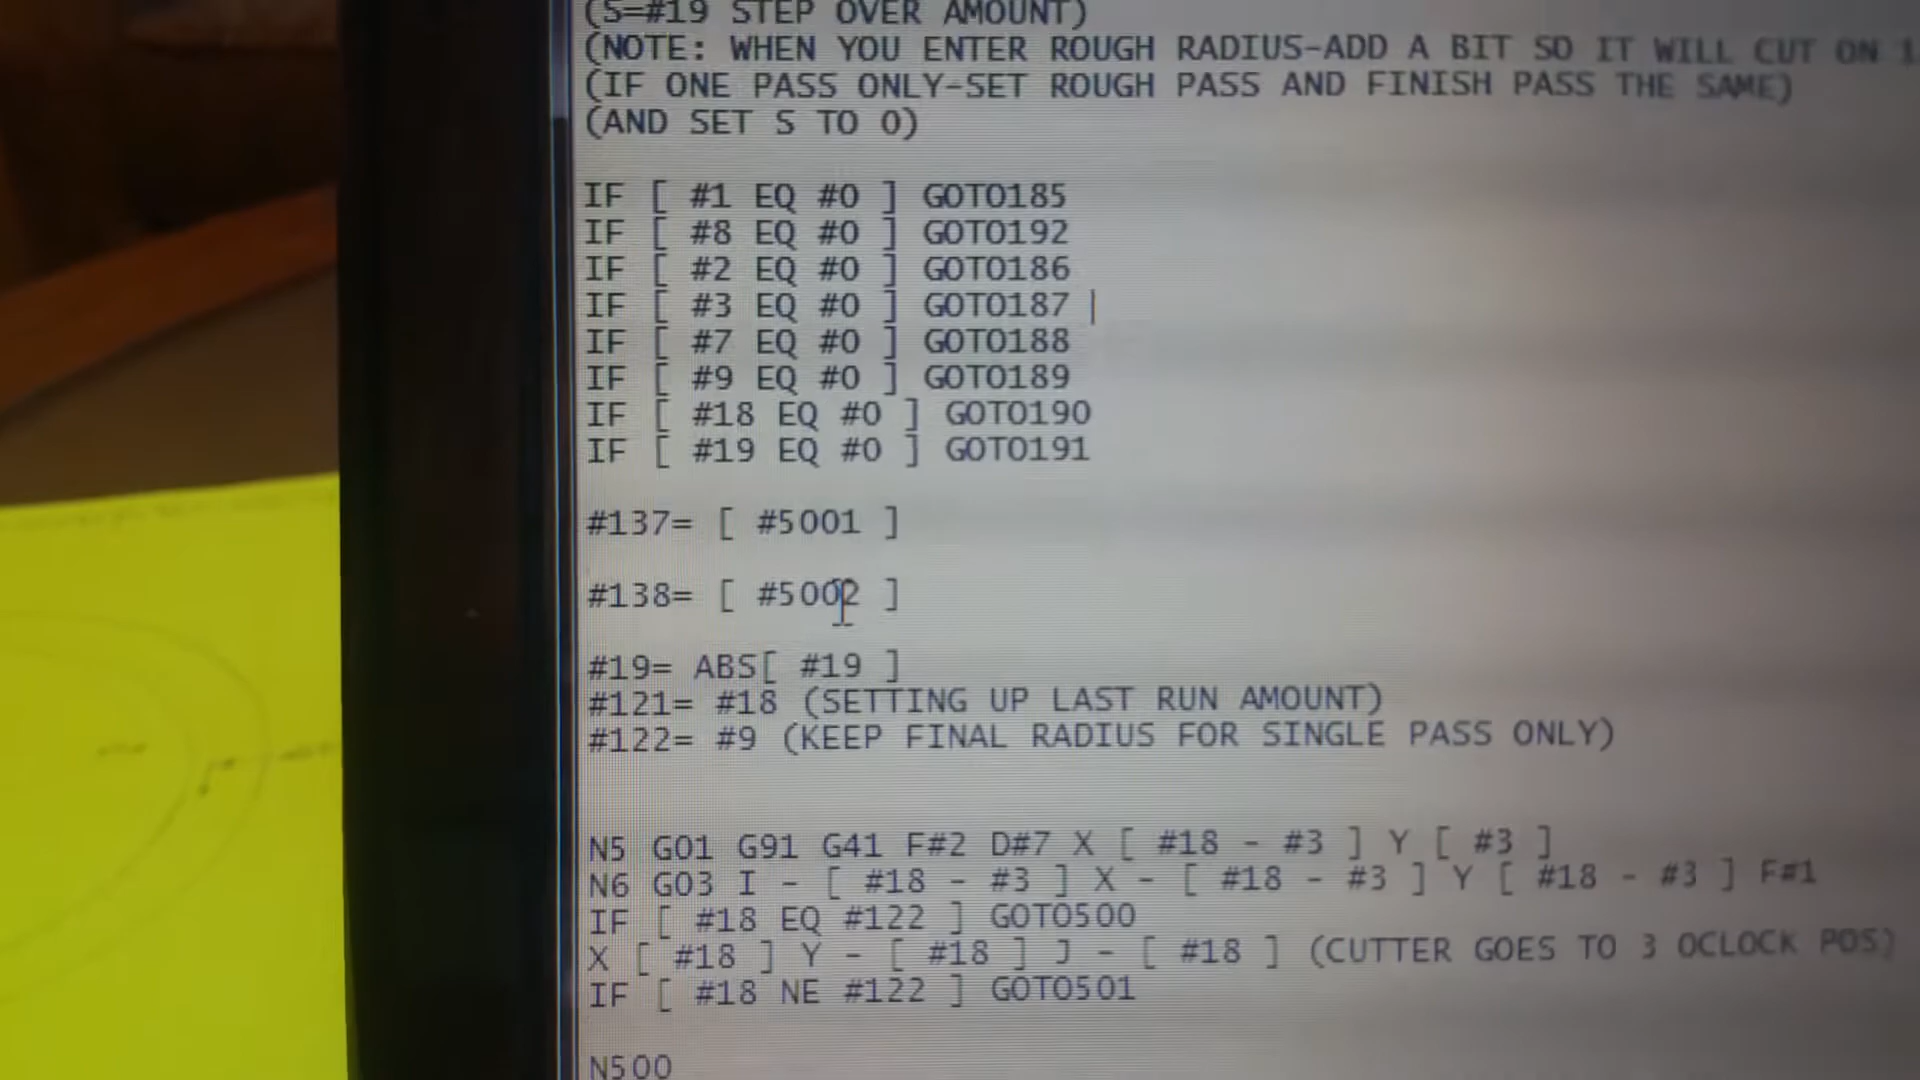 (S=#19 STEP OVER AMOUNT)
(NOTE: WHEN YOU ENTER ROUGH RADIUS-ADD A BIT SO IT WILL CUT ON 1
(IF ONE PASS ONLY-SET ROUGH PASS AND FINISH PASS THE SAME)
(AND SET S TO 0)
IF [ #1 EQ #0 ] GOTO185
IF [ #8 EQ #0 ] GOTO192
IF [ #2 EQ #0 ] GOTO186
IF [ #3 EQ #0 ] GOTO187
IF [ #7 EQ #0 ] GOTO188
IF [ #9 EQ #0 ] GOTO189
IF [ #18 EQ #0 ] GOTO190
IF [ #19 EQ #0 ] GOTO191
#137= [ #5001 ]
#138= [ #5002 ]
#19= ABS[ #19 ]
#121= #18 (SETTING UP LAST RUN AMOUNT)
#122= #9 (KEEP FINAL RADIUS FOR SINGLE PASS ONLY)
N5 G01 G91 G41 F#2 D#7 X [ #18 - #3 ] Y [ #3 ]
N6 G03 I - [ #18 - #3 ] X - [ #18 - #3 ] Y [ #18 - #3 ] F#1
IF [ #18 EQ #122 ] GOTO500
X [ #18 ] Y - [ #18 ] J - [ #18 ] (CUTTER GOES TO 3 OCLOCK POS)
IF [ #18 NE #122 ] GOTO501
N500